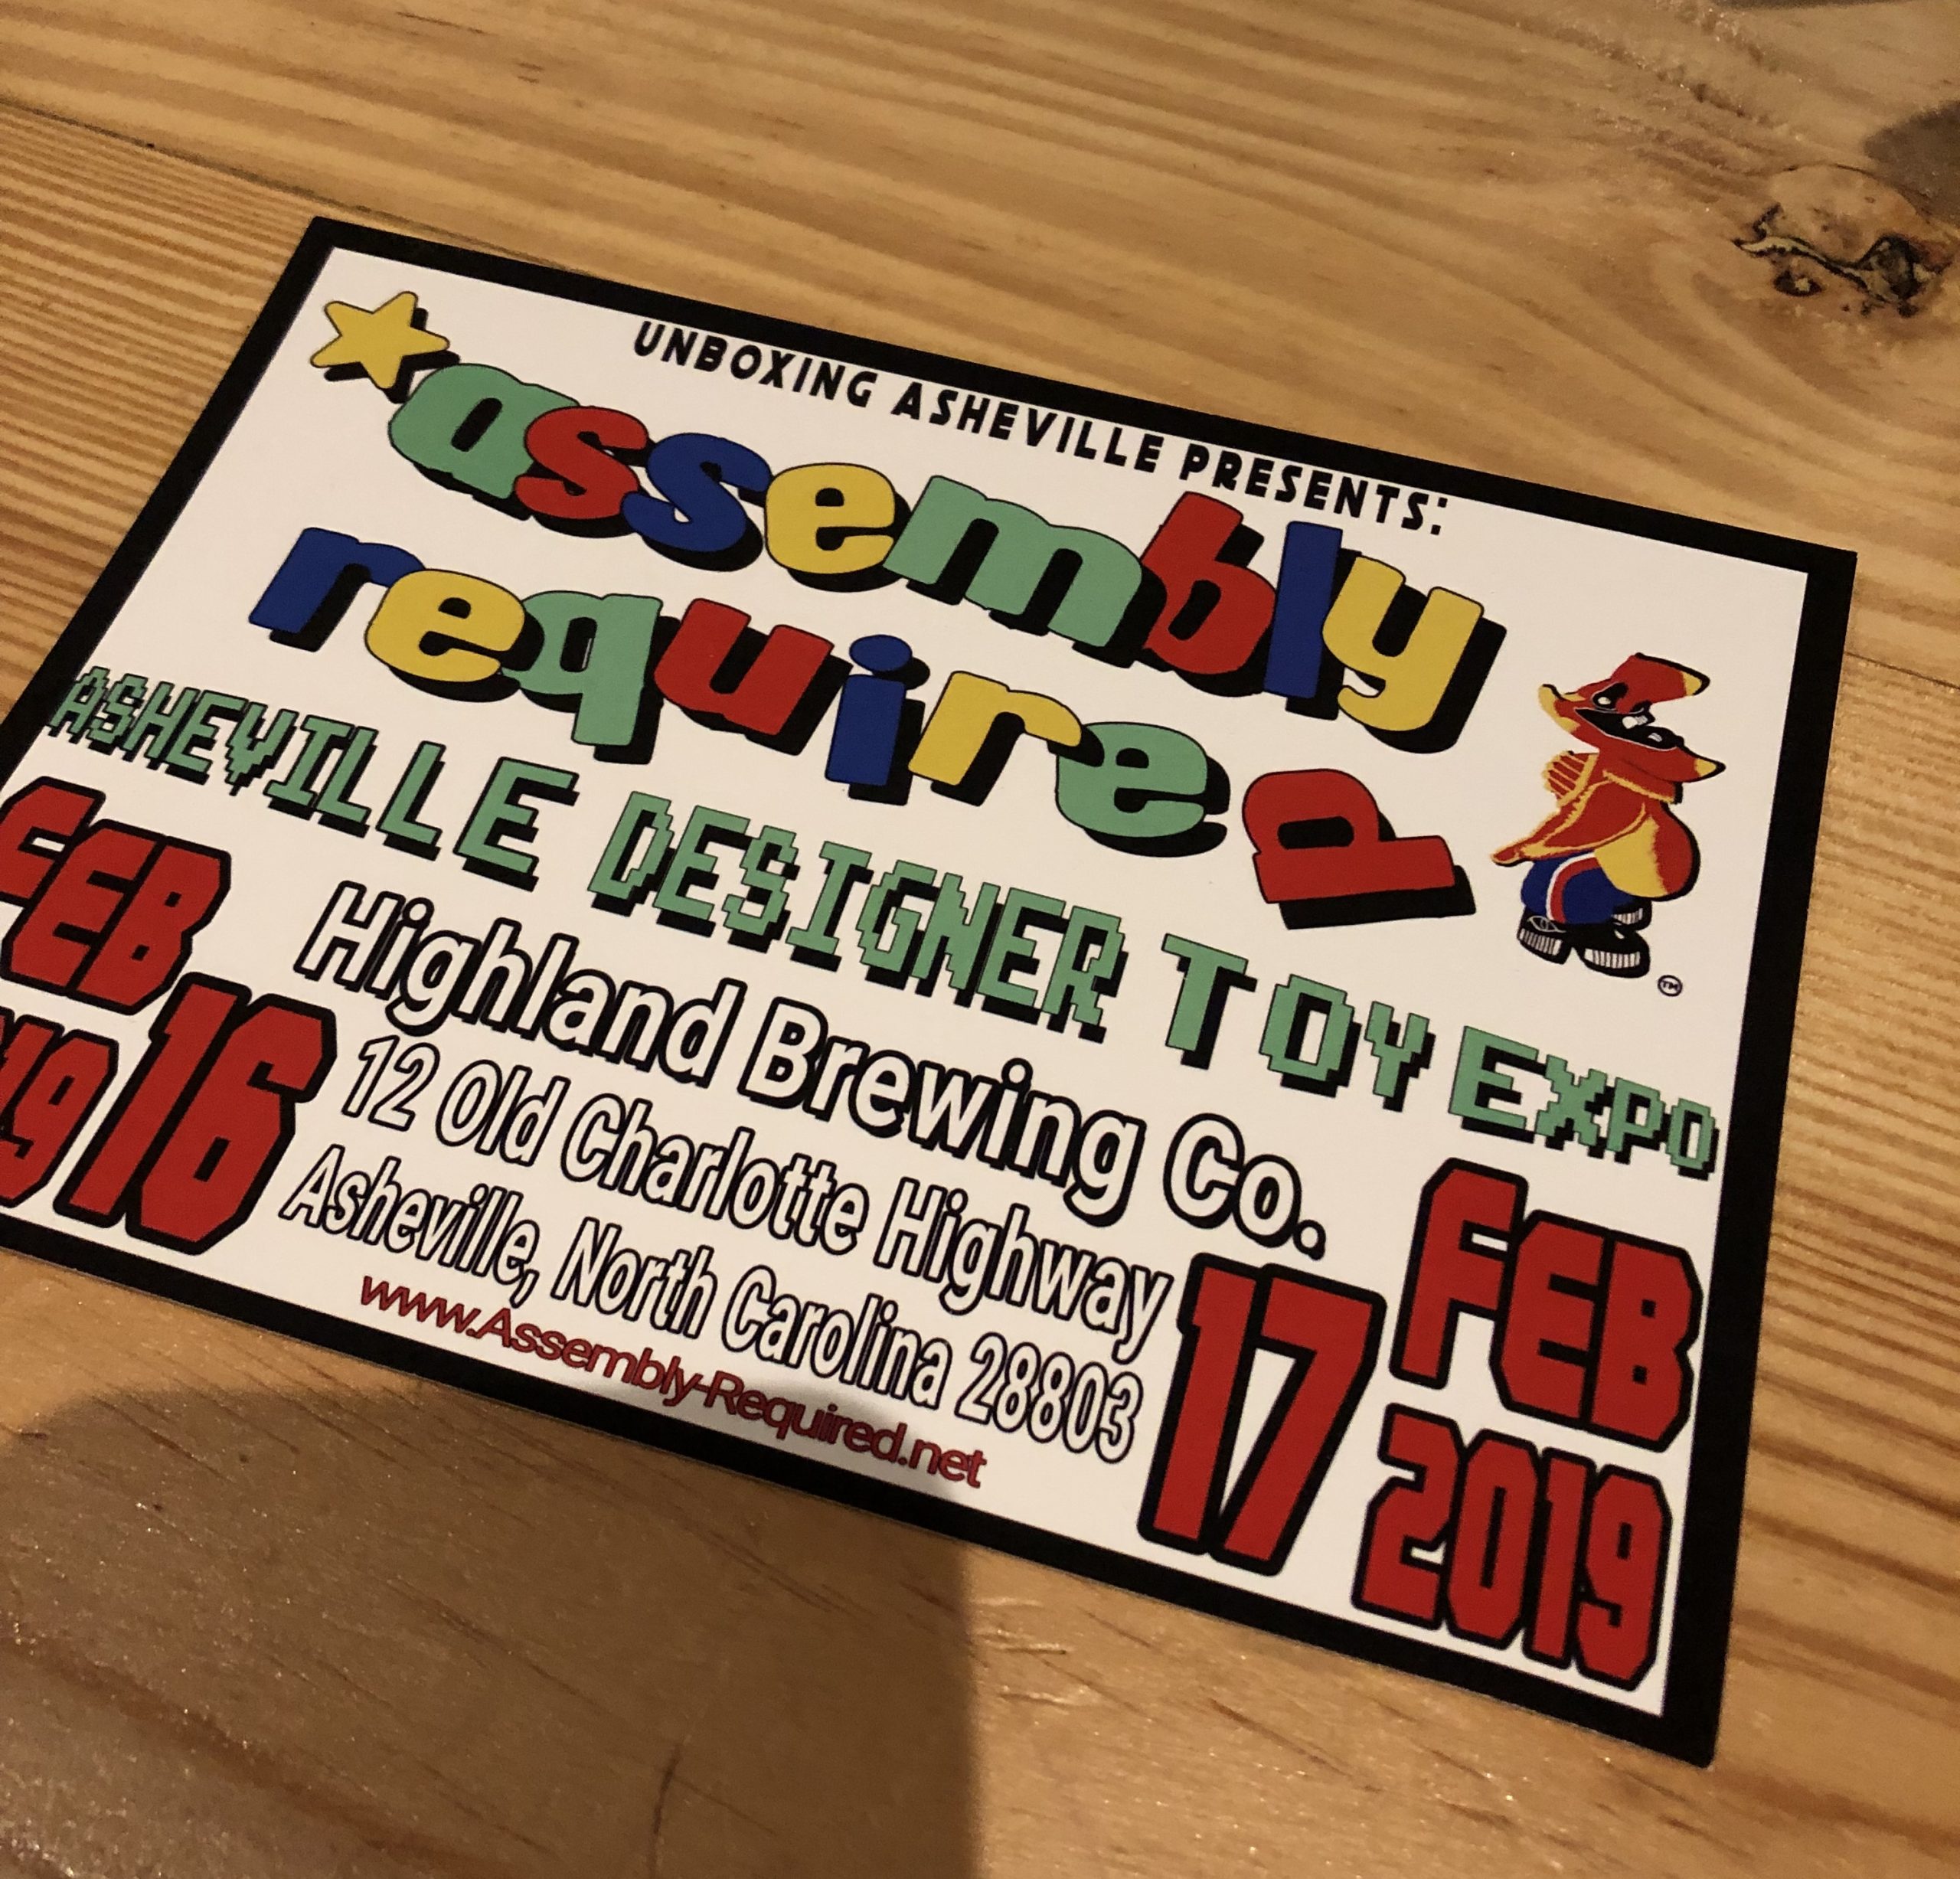 UNBOXING ASHEVILLE PRESENTS:
assembly
required
TM
ASHEVILLE DESIGNER TOY EXPO
FEB
16
Highland Brewing Co.
12 Old Charlotte Highway
Asheville, North Carolina 28803
www.Assembly-Required.net
17
FEB
2019